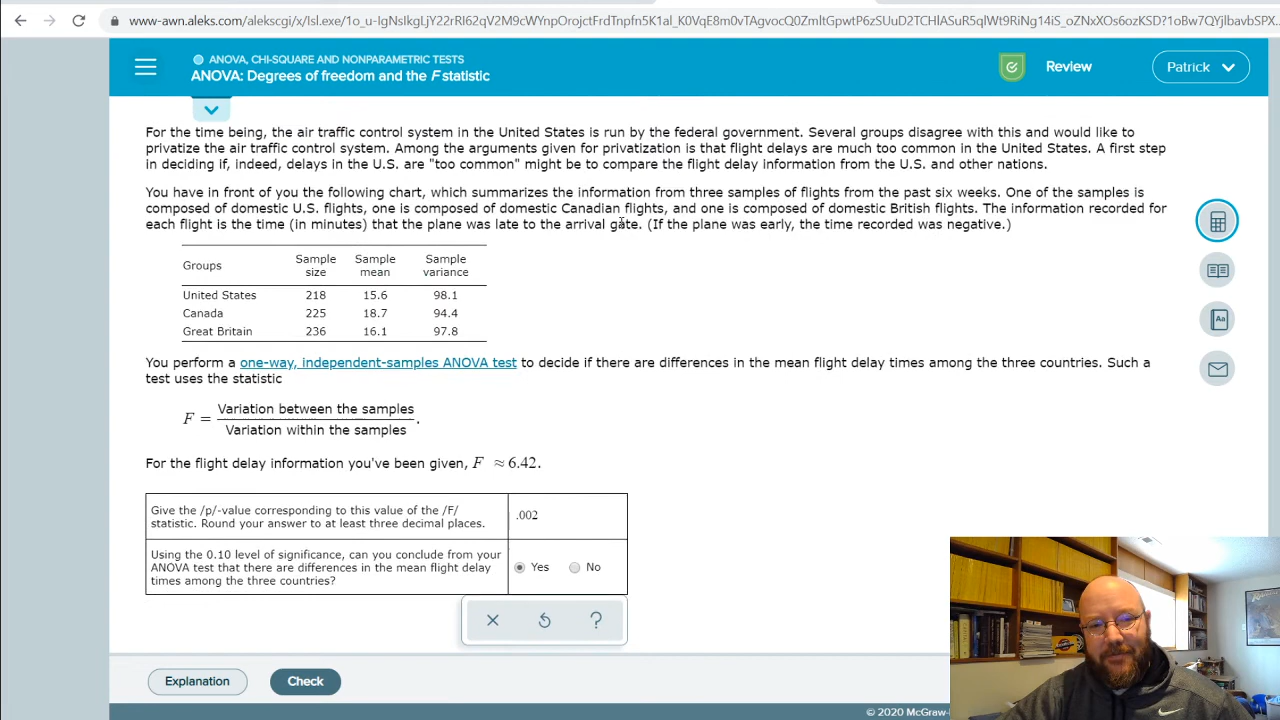 www-awn.aleks.com/alekscgi/x/Isl.exe/1o_u-IgNsIkgLjY22rRI62qV2M9cWYnpOrojctFrdTnpfn5K1al_K0VqE8m0vTAgvocQ0ZmltGpwtP6zSUuD2TCHlASuR5qlWt9RiNg14iS_oZNxXOs6ozKSD?1oBw7QYjlbavbSPX...
ANOVA, CHI-SQUARE AND NONPARAMETRIC TESTS
ANOVA: Degrees of freedom and the F statistic
Review
Patrick
For the time being, the air traffic control system in the United States is run by the federal government. Several groups disagree with this and would like to
privatize the air traffic control system. Among the arguments given for privatization is that flight delays are much too common in the United States. A first step
in deciding if, indeed, delays in the U.S. are "too common" might be to compare the flight delay information from the U.S. and other nations.
You have in front of you the following chart, which summarizes the information from three samples of flights from the past six weeks. One of the samples is
composed of domestic U.S. flights, one is composed of domestic Canadian flights, and one is composed of domestic British flights. The information recorded for
each flight is the time (in minutes) that the plane was late to the arrival gate. (If the plane was early, the time recorded was negative.)
Groups Sample size Sample mean Sample variance
United States 218 15.6 98.1
Canada 225 18.7 94.4
Great Britain 236 16.1 97.8
You perform a one-way, independent-samples ANOVA test to decide if there are differences in the mean flight delay times among the three countries. Such a
test uses the statistic
F = Variation between the samples
Variation within the samples.
For the flight delay information you've been given, F ≈ 6.42.
Give the /p/-value corresponding to this value of the /F/
statistic. Round your answer to at least three decimal places.
.002
Using the 0.10 level of significance, can you conclude from your
ANOVA test that there are differences in the mean flight delay
times among the three countries?
Yes No
Explanation
Check
© 2020 McGraw-